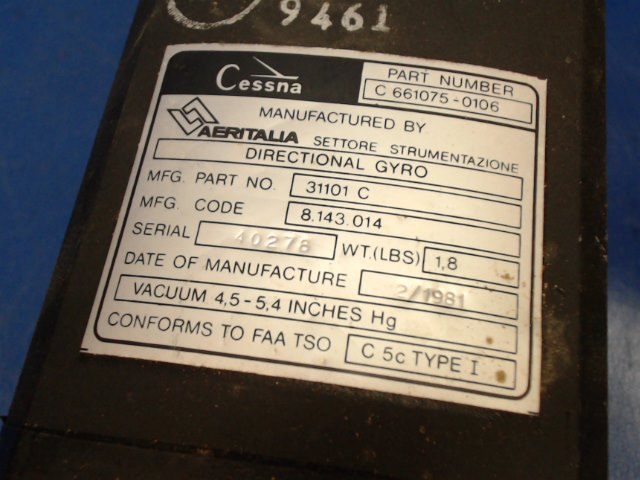 9461
Cessna
PART NUMBER
C 661075-0106
MANUFACTURED BY
AERITALIA SETTORE STRUMENTAZIONE
DIRECTIONAL GYRO
MFG. PART NO. 31101 C
MFG. CODE 8.143.014
SERIAL 40278 WT.(LBS) 1,8
DATE OF MANUFACTURE 2/1981
VACUUM 4,5-5,4 INCHES Hg
CONFORMS TO FAA TSO C 5c TYPE I